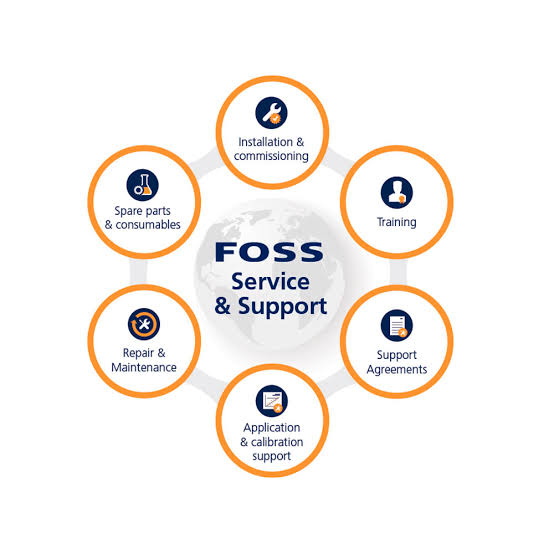 FOSS
Service
& Support
Installation &
commissioning
Training
Support
Agreements
Application
& calibration
support
Repair &
Maintenance
Spare parts
& consumables